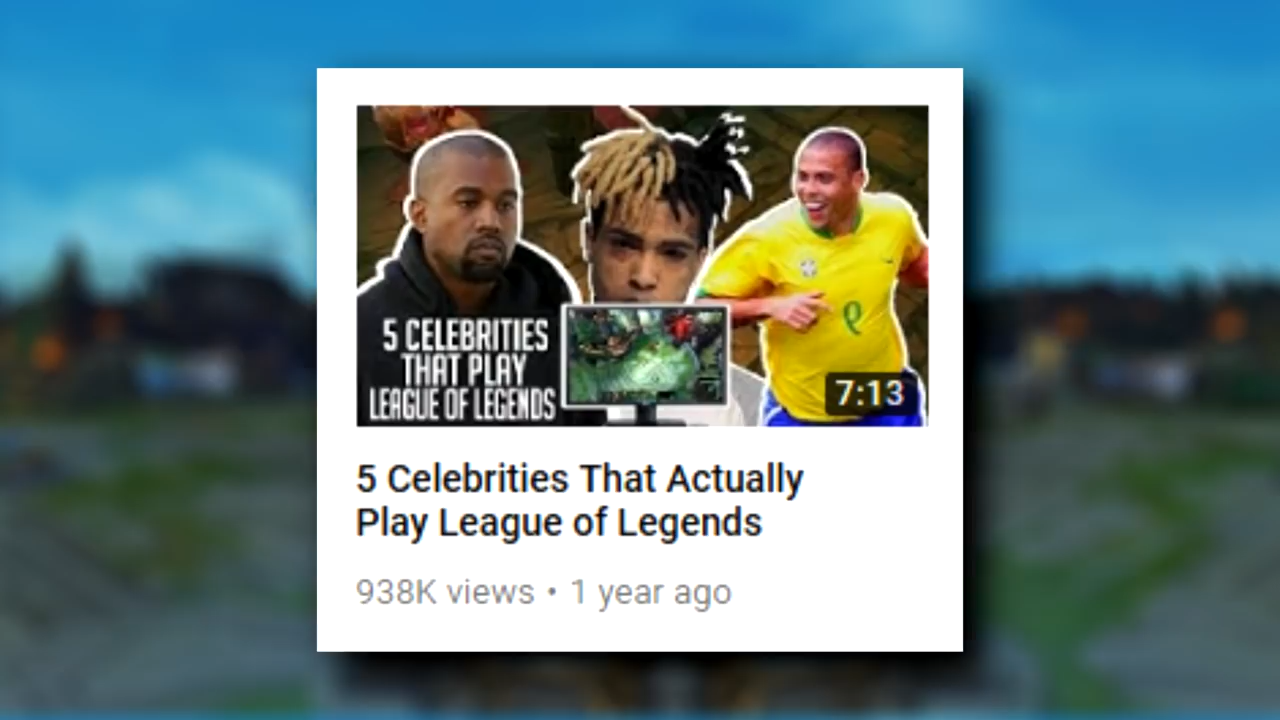 5 CELEBRITIES
THAT PLAY
LEAGUE OF LEGENDS
7:13
5 Celebrities That Actually
Play League of Legends
938K views • 1 year ago